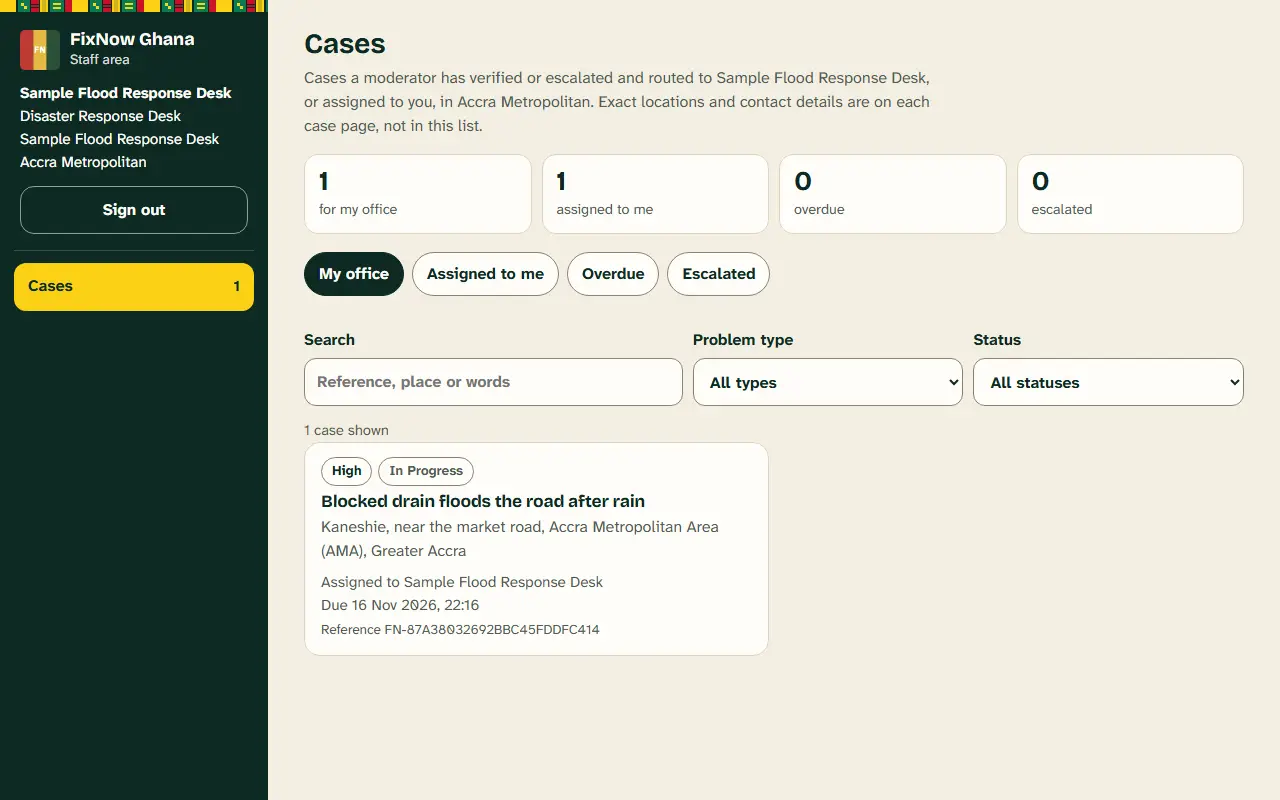 FN
FixNow Ghana
Staff area
Sample Flood Response Desk
Disaster Response Desk
Sample Flood Response Desk
Accra Metropolitan
Sign out
Cases 1
Cases
Cases a moderator has verified or escalated and routed to Sample Flood Response Desk,
or assigned to you, in Accra Metropolitan. Exact locations and contact details are on each
case page, not in this list.
1
for my office
1
assigned to me
0
overdue
0
escalated
My office
Assigned to me
Overdue
Escalated
Search
Reference, place or words
Problem type
All types
Status
All statuses
1 case shown
High
In Progress
Blocked drain floods the road after rain
Kaneshie, near the market road, Accra Metropolitan Area
(AMA), Greater Accra
Assigned to Sample Flood Response Desk
Due 16 Nov 2026, 22:16
Reference FN-87A38032692BBC45FDDFC414